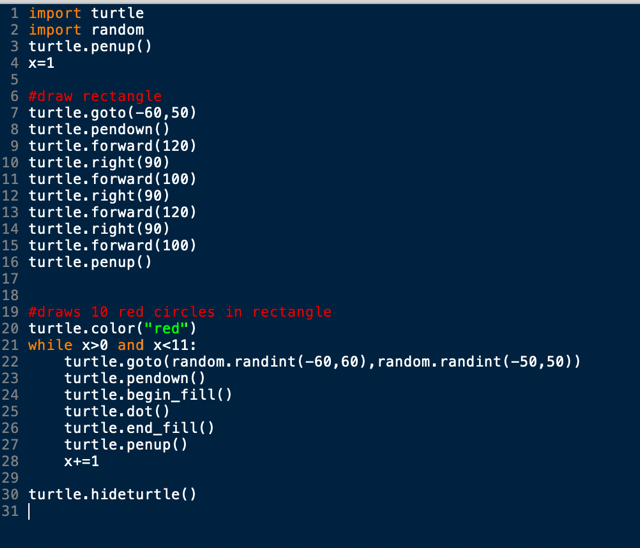 1 import turtle
2 import random
3 turtle.penup()
4 x=1
5
6 #draw rectangle
7 turtle.goto(-60,50)
8 turtle.pendown()
9 turtle.forward(120)
10 turtle.right(90)
11 turtle.forward(100)
12 turtle.right(90)
13 turtle.forward(120)
14 turtle.right(90)
15 turtle.forward(100)
16 turtle.penup()
17
18
19 #draws 10 red circles in rectangle
20 turtle.color("red")
21 while x>0 and x<11:
22     turtle.goto(random.randint(-60,60),random.randint(-50,50))
23     turtle.pendown()
24     turtle.begin_fill()
25     turtle.dot()
26     turtle.end_fill()
27     turtle.penup()
28     x+=1
29
30 turtle.hideturtle()
31